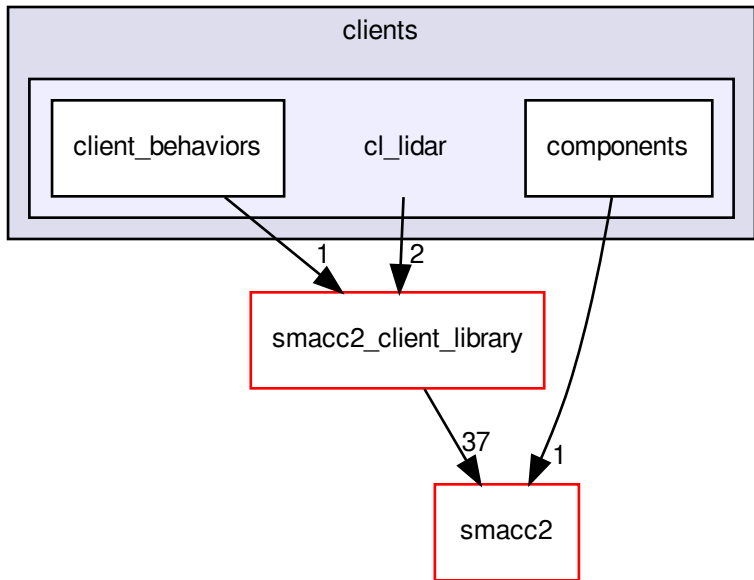 clients
client_behaviors
cl_lidar
components
1
2
smacc2_client_library
37
1
smacc2